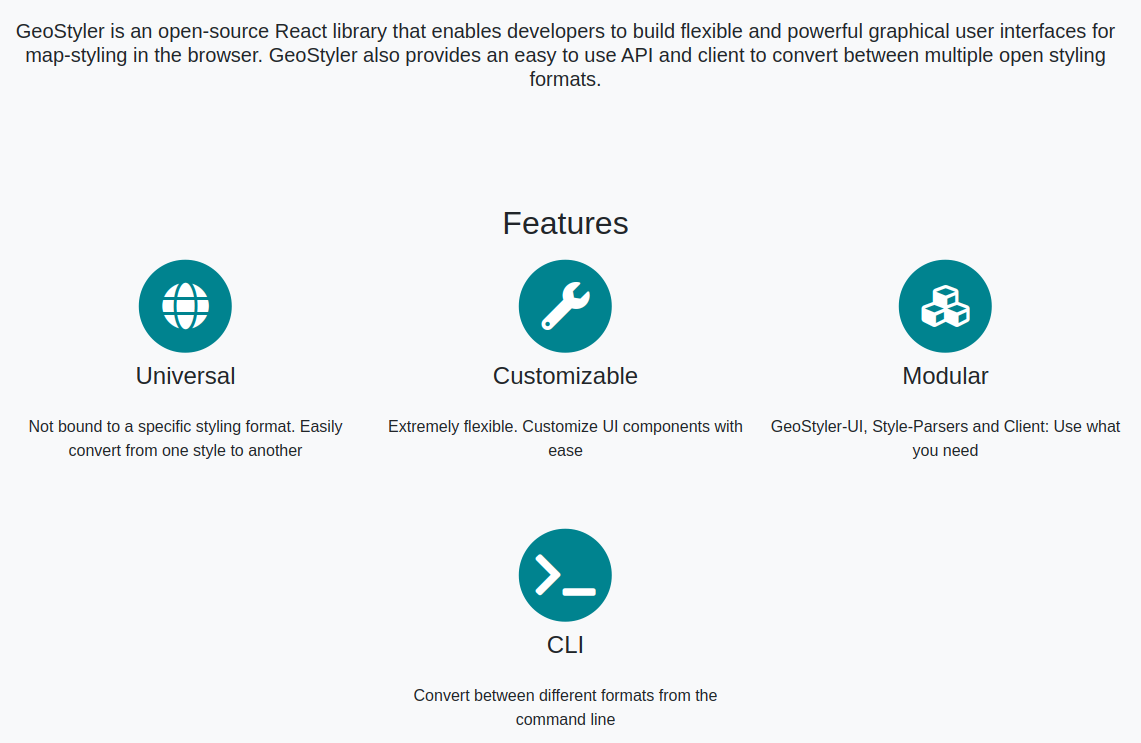 GeoStyler is an open-source React library that enables developers to build flexible and powerful graphical user interfaces for
map-styling in the browser. GeoStyler also provides an easy to use API and client to convert between multiple open styling
formats.
Features
Universal
Not bound to a specific styling format. Easily
convert from one style to another
Customizable
Extremely flexible. Customize UI components with
ease
Modular
GeoStyler-UI, Style-Parsers and Client: Use what
you need
CLI
Convert between different formats from the
command line